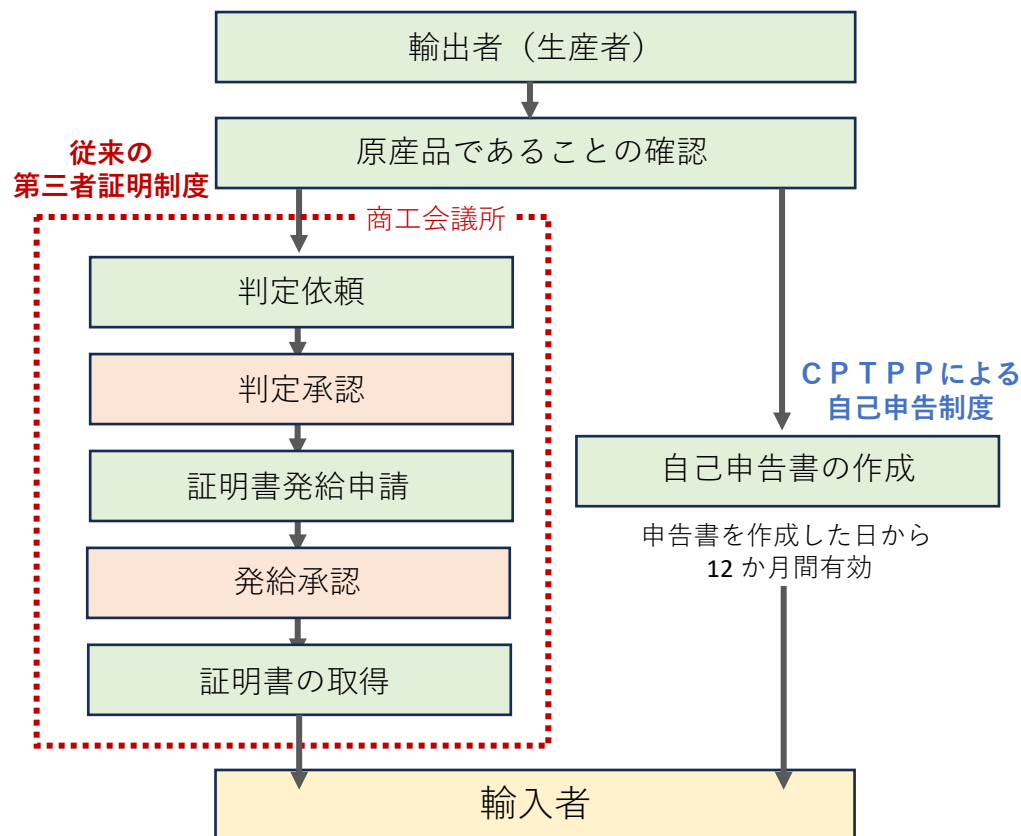 輸出者（生産者）
原産品であることの確認
従来の
第三者証明制度
商工会議所
判定依頼
判定承認
証明書発給申請
発給承認
証明書の取得
ＣＰＴＰＰによる
自己申告制度
自己申告書の作成
申告書を作成した日から
12 か月間有効
輸入者